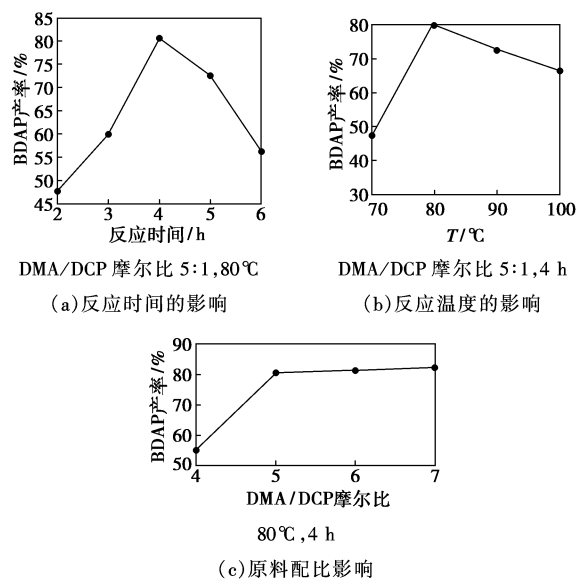 BDAP产率/%
85
80
75
70
65
60
55
50
45
2 3 4 5 6
反应时间/h
DMA/DCP 摩尔比 5∶1,80℃
(a)反应时间的影响
BDAP产率/%
80
70
60
50
40
30
70 80 90 100
T/℃
DMA/DCP 摩尔比 5∶1,4 h
(b)反应温度的影响
BDAP产率/%
90
80
70
60
50
4 5 6 7
DMA/DCP摩尔比
80℃,4 h
(c)原料配比影响